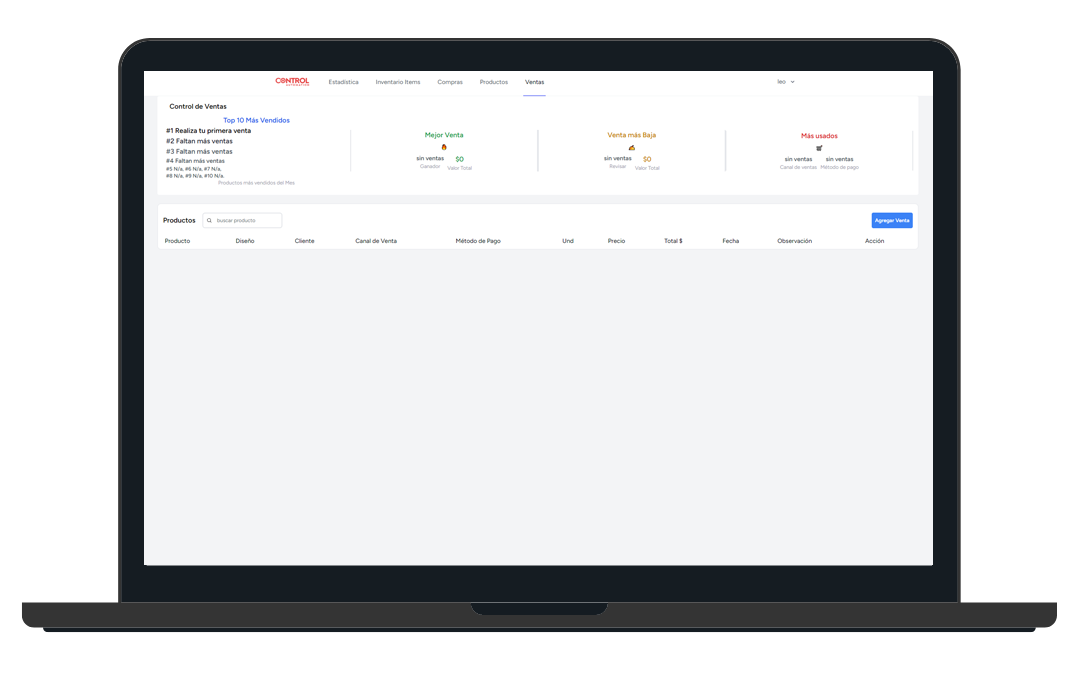 CONTROL
Estadística Inventario Items Compras Productos Ventas leo
Control de Ventas
Top 10 Más Vendidos
#1 Realiza tu primera venta
#2 Faltan más ventas
#3 Faltan más ventas
#4 Faltan más ventas
#5 N/a, #6 N/a, #7 N/a,
#8 N/a, #9 N/a, #10 N/a.
Productos más vendidos del Mes
Mejor Venta
sin ventas $0
Ganador Valor Total
Venta más Baja
sin ventas $0
Revisar Valor Total
Más usados
sin ventas sin ventas
Canal de ventas Método de pago
Productos buscar producto Agregar Venta
Producto Diseño Cliente Canal de Venta Método de Pago Und Precio Total $ Fecha Observación Acción